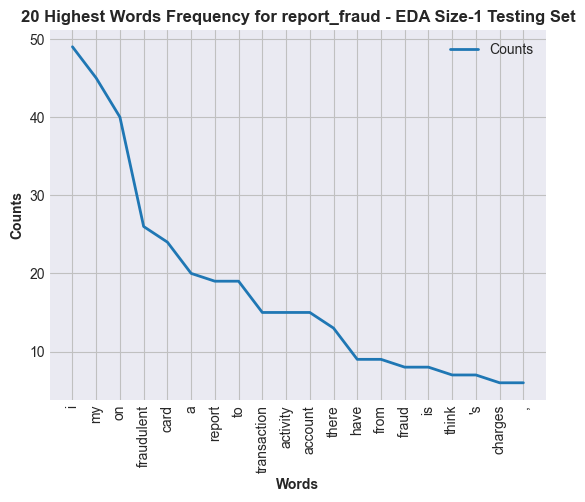 20 Highest Words Frequency for report_fraud - EDA Size-1 Testing Set
Counts
50
40
30
20
10
Counts
i
my
on
fraudulent
card
a
report
to
transaction
activity
account
there
have
from
fraud
is
think
's
charges
,
Words